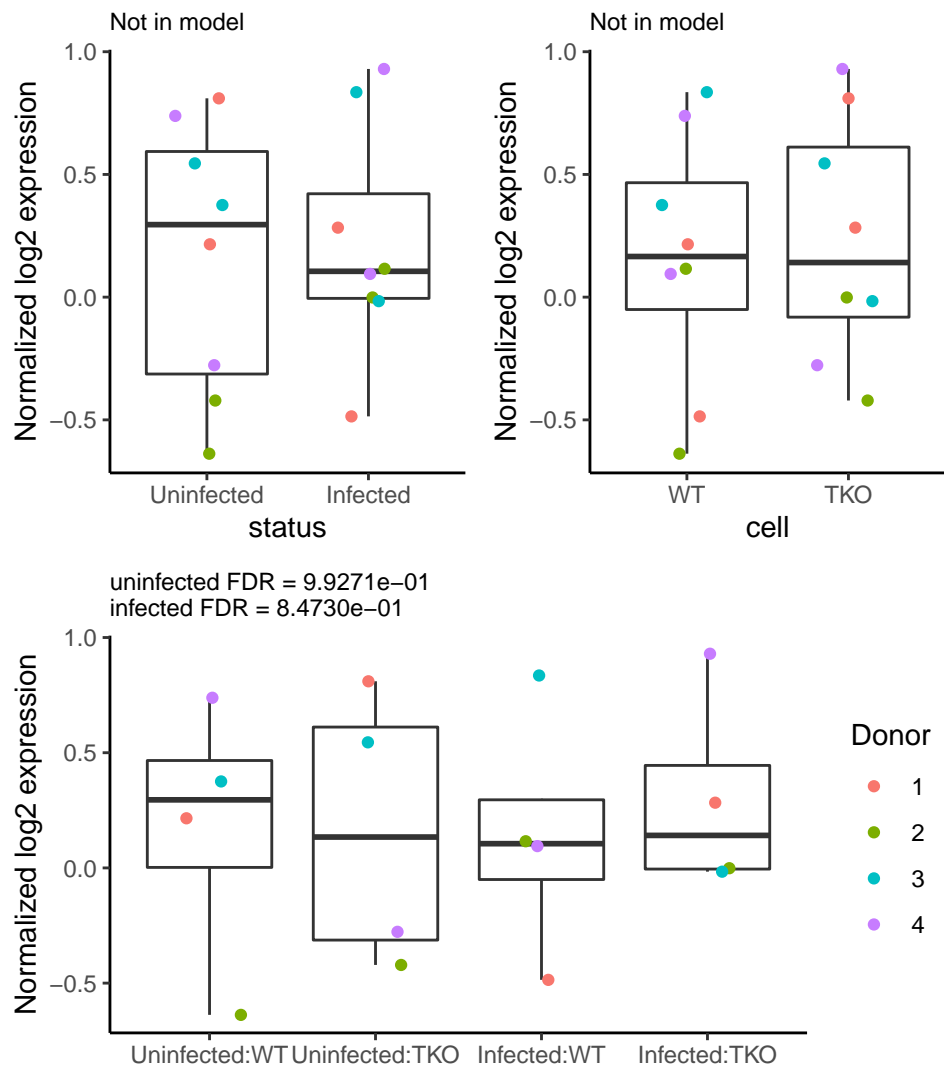 Not in model
1.0
0.5
0.0
−0.5
Normalized log2 expression
Uninfected
Infected
status
Not in model
1.0
0.5
0.0
−0.5
Normalized log2 expression
WT
TKO
cell
uninfected FDR = 9.9271e−01
infected FDR = 8.4730e−01
1.0
0.5
0.0
−0.5
Normalized log2 expression
Uninfected:WT
Uninfected:TKO
Infected:WT
Infected:TKO
Donor
1
2
3
4